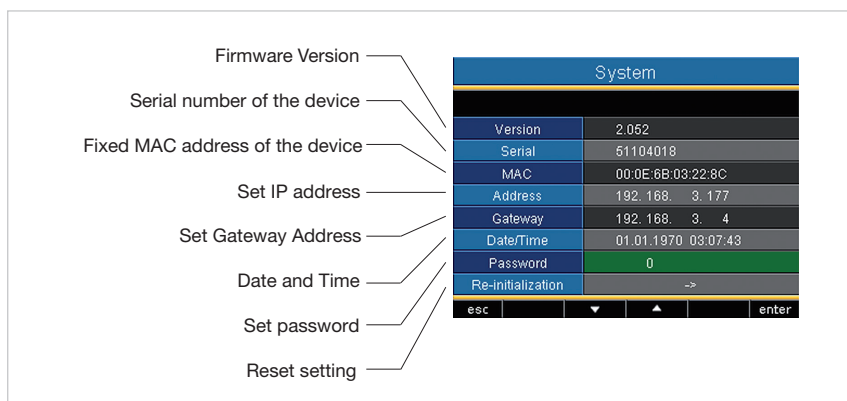 Firmware Version
Serial number of the device
Fixed MAC address of the device
Set IP address
Set Gateway Address
Date and Time
Set password
Reset setting
System
Version 2.052
Serial 51104018
MAC 00:0E:6B:03:22:8C
Address 192. 168. 3. 177
Gateway 192. 168. 3. 4
Date/Time 01.01.1970 03:07:43
Password 0
Re-initialization ->
esc ▼ ▲ enter